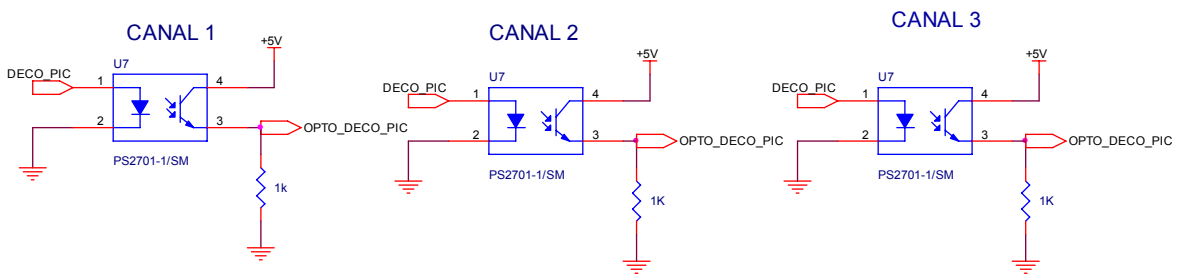 CANAL 1
+5V
U7
DECO_PIC
1
4
2
3
OPTO_DECO_PIC
PS2701-1/SM
1k
CANAL 2
+5V
U7
DECO_PIC
1
4
2
3
OPTO_DECO_PIC
PS2701-1/SM
1K
CANAL 3
+5V
U7
DECO_PIC
1
4
2
3
OPTO_DECO_PIC
PS2701-1/SM
1K